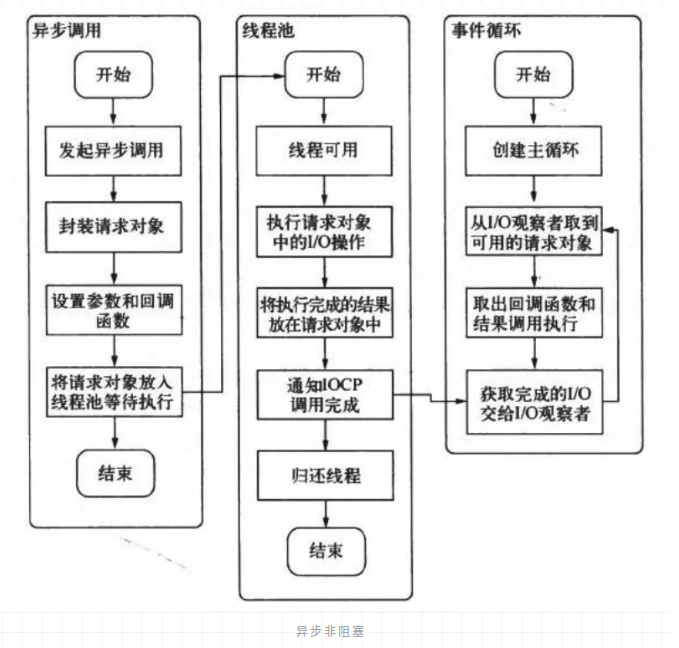 异步调用
开始
发起异步调用
封装请求对象
设置参数和回调
函数
将请求对象放入
线程池等待执行
结束
线程池
开始
线程可用
执行请求对象
中的I/O操作
将执行完成的结果
放在请求对象中
通知IOCP
调用完成
归还线程
结束
事件循环
开始
创建主循环
从I/O观察者取到
可用的请求对象
取出回调函数和
结果调用执行
获取完成的I/O
交给I/O观察者
异步非阻塞